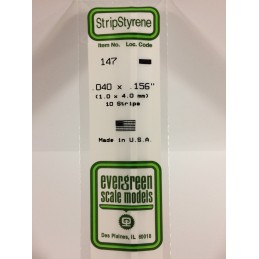 StripStyrene
Item No. Loc. Code
147
.040 x .156"
(1.0 x 4.0 mm)
10 Strips
Made in U.S.A.
evergreen
scale models
Des Plaines, IL 60018